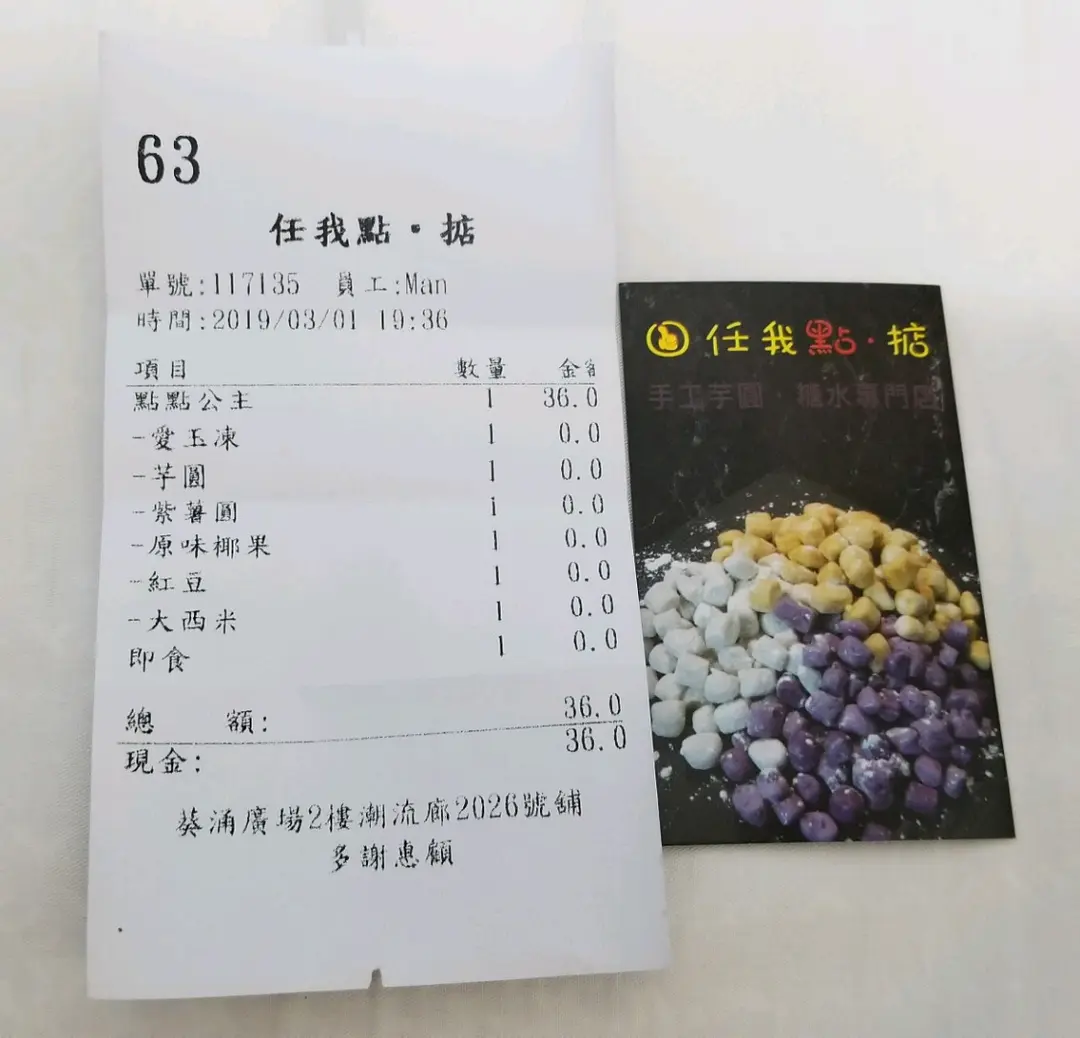 63
任我點·掂
單號:117135 員工:Man
時間:2019/03/01 19:36
項目 數量 金額
點點公主 1 36.0
-愛玉凍 1 0.0
-芋圓 1 0.0
-紫薯圓 1 0.0
-原味椰果 1 0.0
-紅豆 1 0.0
-大西米 1 0.0
即食 1 0.0
總 額: 36.0
現金: 36.0
葵涌廣場2樓潮流廊2026號舖
多謝惠顧
任我點·掂
手工芋圓·糖水專門店